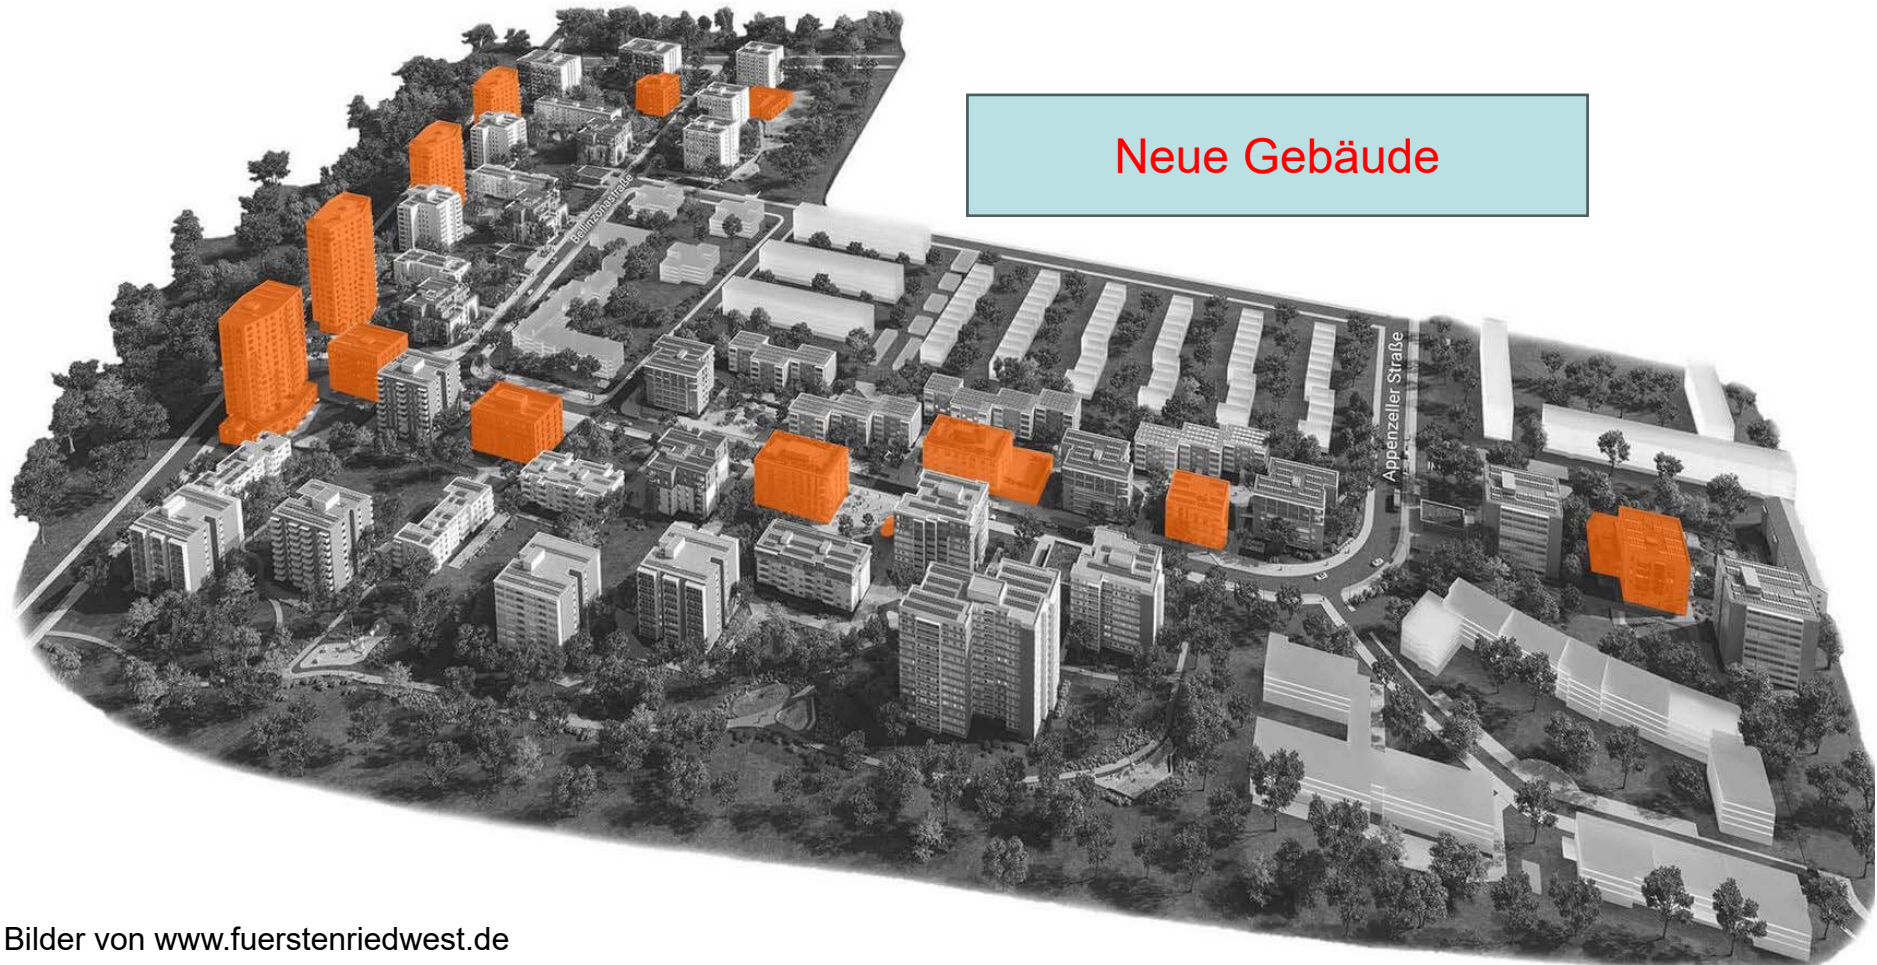 Neue Gebäude
Bellinzonastraße
Appenzeller Straße
Bilder von www.fuerstenriedwest.de